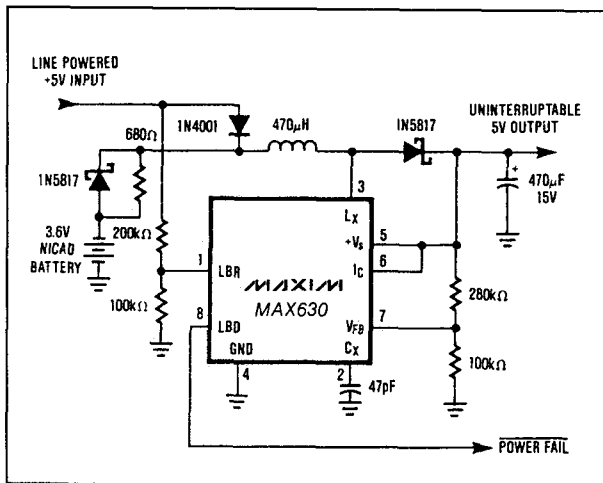 LINE POWERED
+5V INPUT
1N4001
470µH
1N5817
UNINTERRUPTABLE
5V OUTPUT
680Ω
1N5817
+
470µF
15V
3
LX
3.6V
NICAD
BATTERY
200kΩ
+VS
5
IC
6
1
LBR
MAXIM
MAX630
280kΩ
100kΩ
8
LBD
VFB
7
GND
CX
4
2
47pF
100kΩ
POWER FAIL